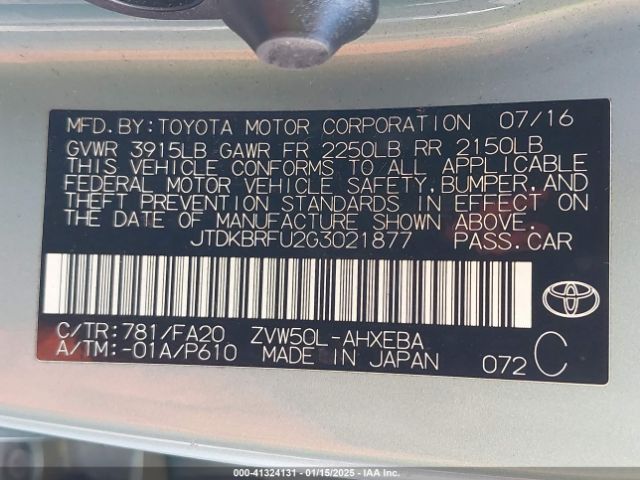 MFD.BY:TOYOTA MOTOR CORPORATION 07/16
GVWR 3915LB GAWR FR 2250LB RR 2150LB
THIS VEHICLE CONFORMS TO ALL APPLICABLE
FEDERAL MOTOR VEHICLE SAFETY,BUMPER,AND
THEFT PREVENTION STANDARDS IN EFFECT ON
THE DATE OF MANUFACTURE SHOWN ABOVE.
JTDKBRFU2G3021877 PASS.CAR
C/TR:781/FA20 ZVW50L-AHXEBA
A/TM:-01A/P610 MADE IN JAPAN 072 C
000-41324131 - 01/15/2025 - IAA Inc.